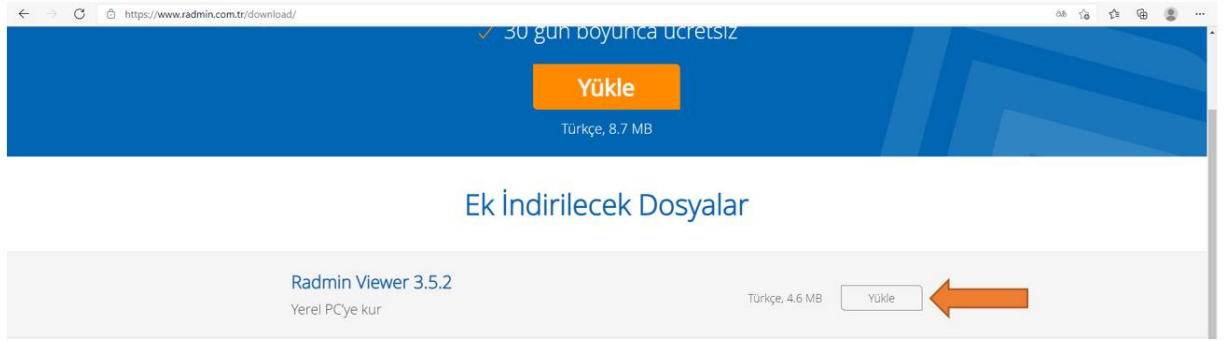 https://www.radmin.com.tr/download/
30 gün boyunca ücretsiz
Yükle
Türkçe, 8.7 MB
Ek İndirilecek Dosyalar
Radmin Viewer 3.5.2
Yerel PC'ye kur
Türkçe, 4.6 MB
Yükle